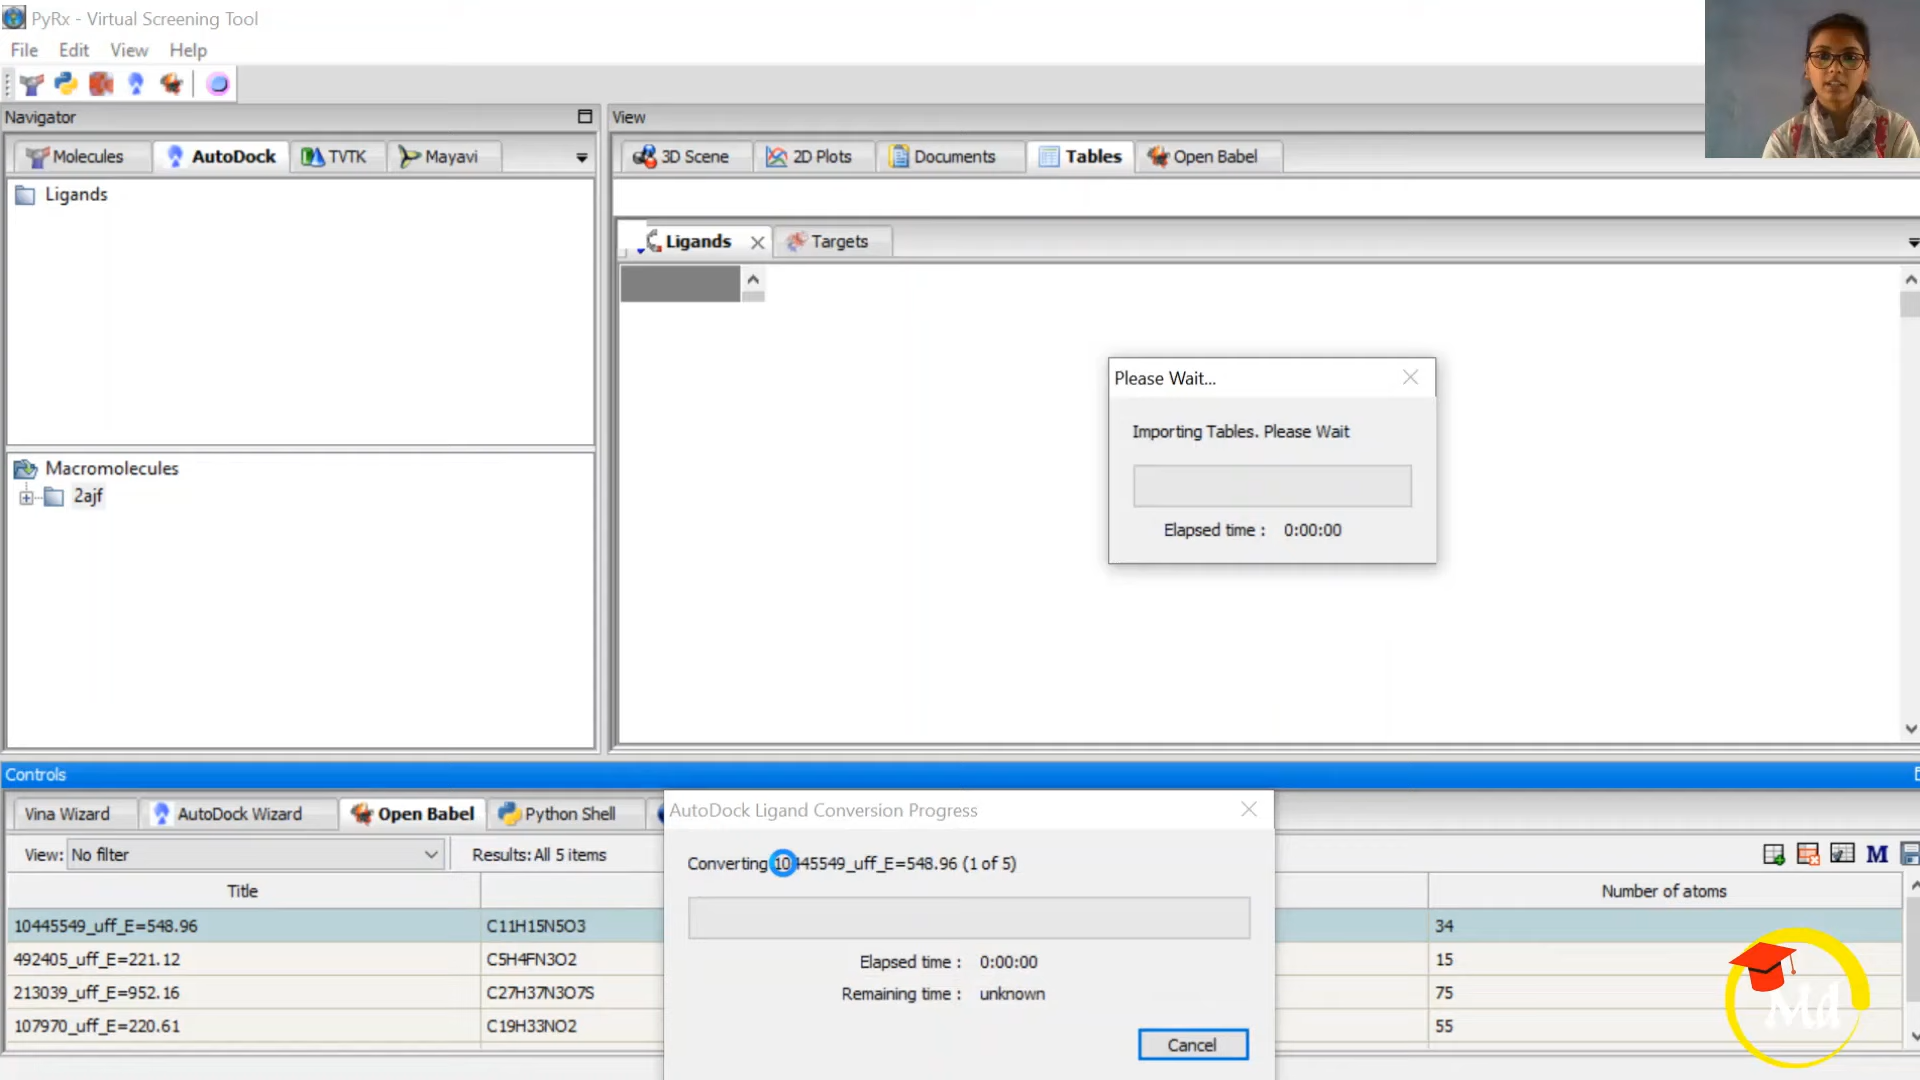 PyRx - Virtual Screening Tool
File Edit View Help
Navigator
View
Molecules AutoDock TVTK Mayavi
3D Scene 2D Plots Documents Tables Open Babel
Ligands
Ligands Targets
Please Wait...
Importing Tables. Please Wait
Elapsed time : 0:00:00
Macromolecules
2ajf
Controls
Vina Wizard AutoDock Wizard Open Babel Python Shell
AutoDock Ligand Conversion Progress
View: No filter Results: All 5 items
Converting 10445549_uff_E=548.96 (1 of 5)
M
Title Number of atoms
10445549_uff_E=548.96 C11H15N5O3 34
492405_uff_E=221.12 C5H4FN3O2 15
213039_uff_E=952.16 C27H37N3O7S 75
107970_uff_E=220.61 C19H33NO2 55
Elapsed time : 0:00:00
Remaining time : unknown
Cancel
Md